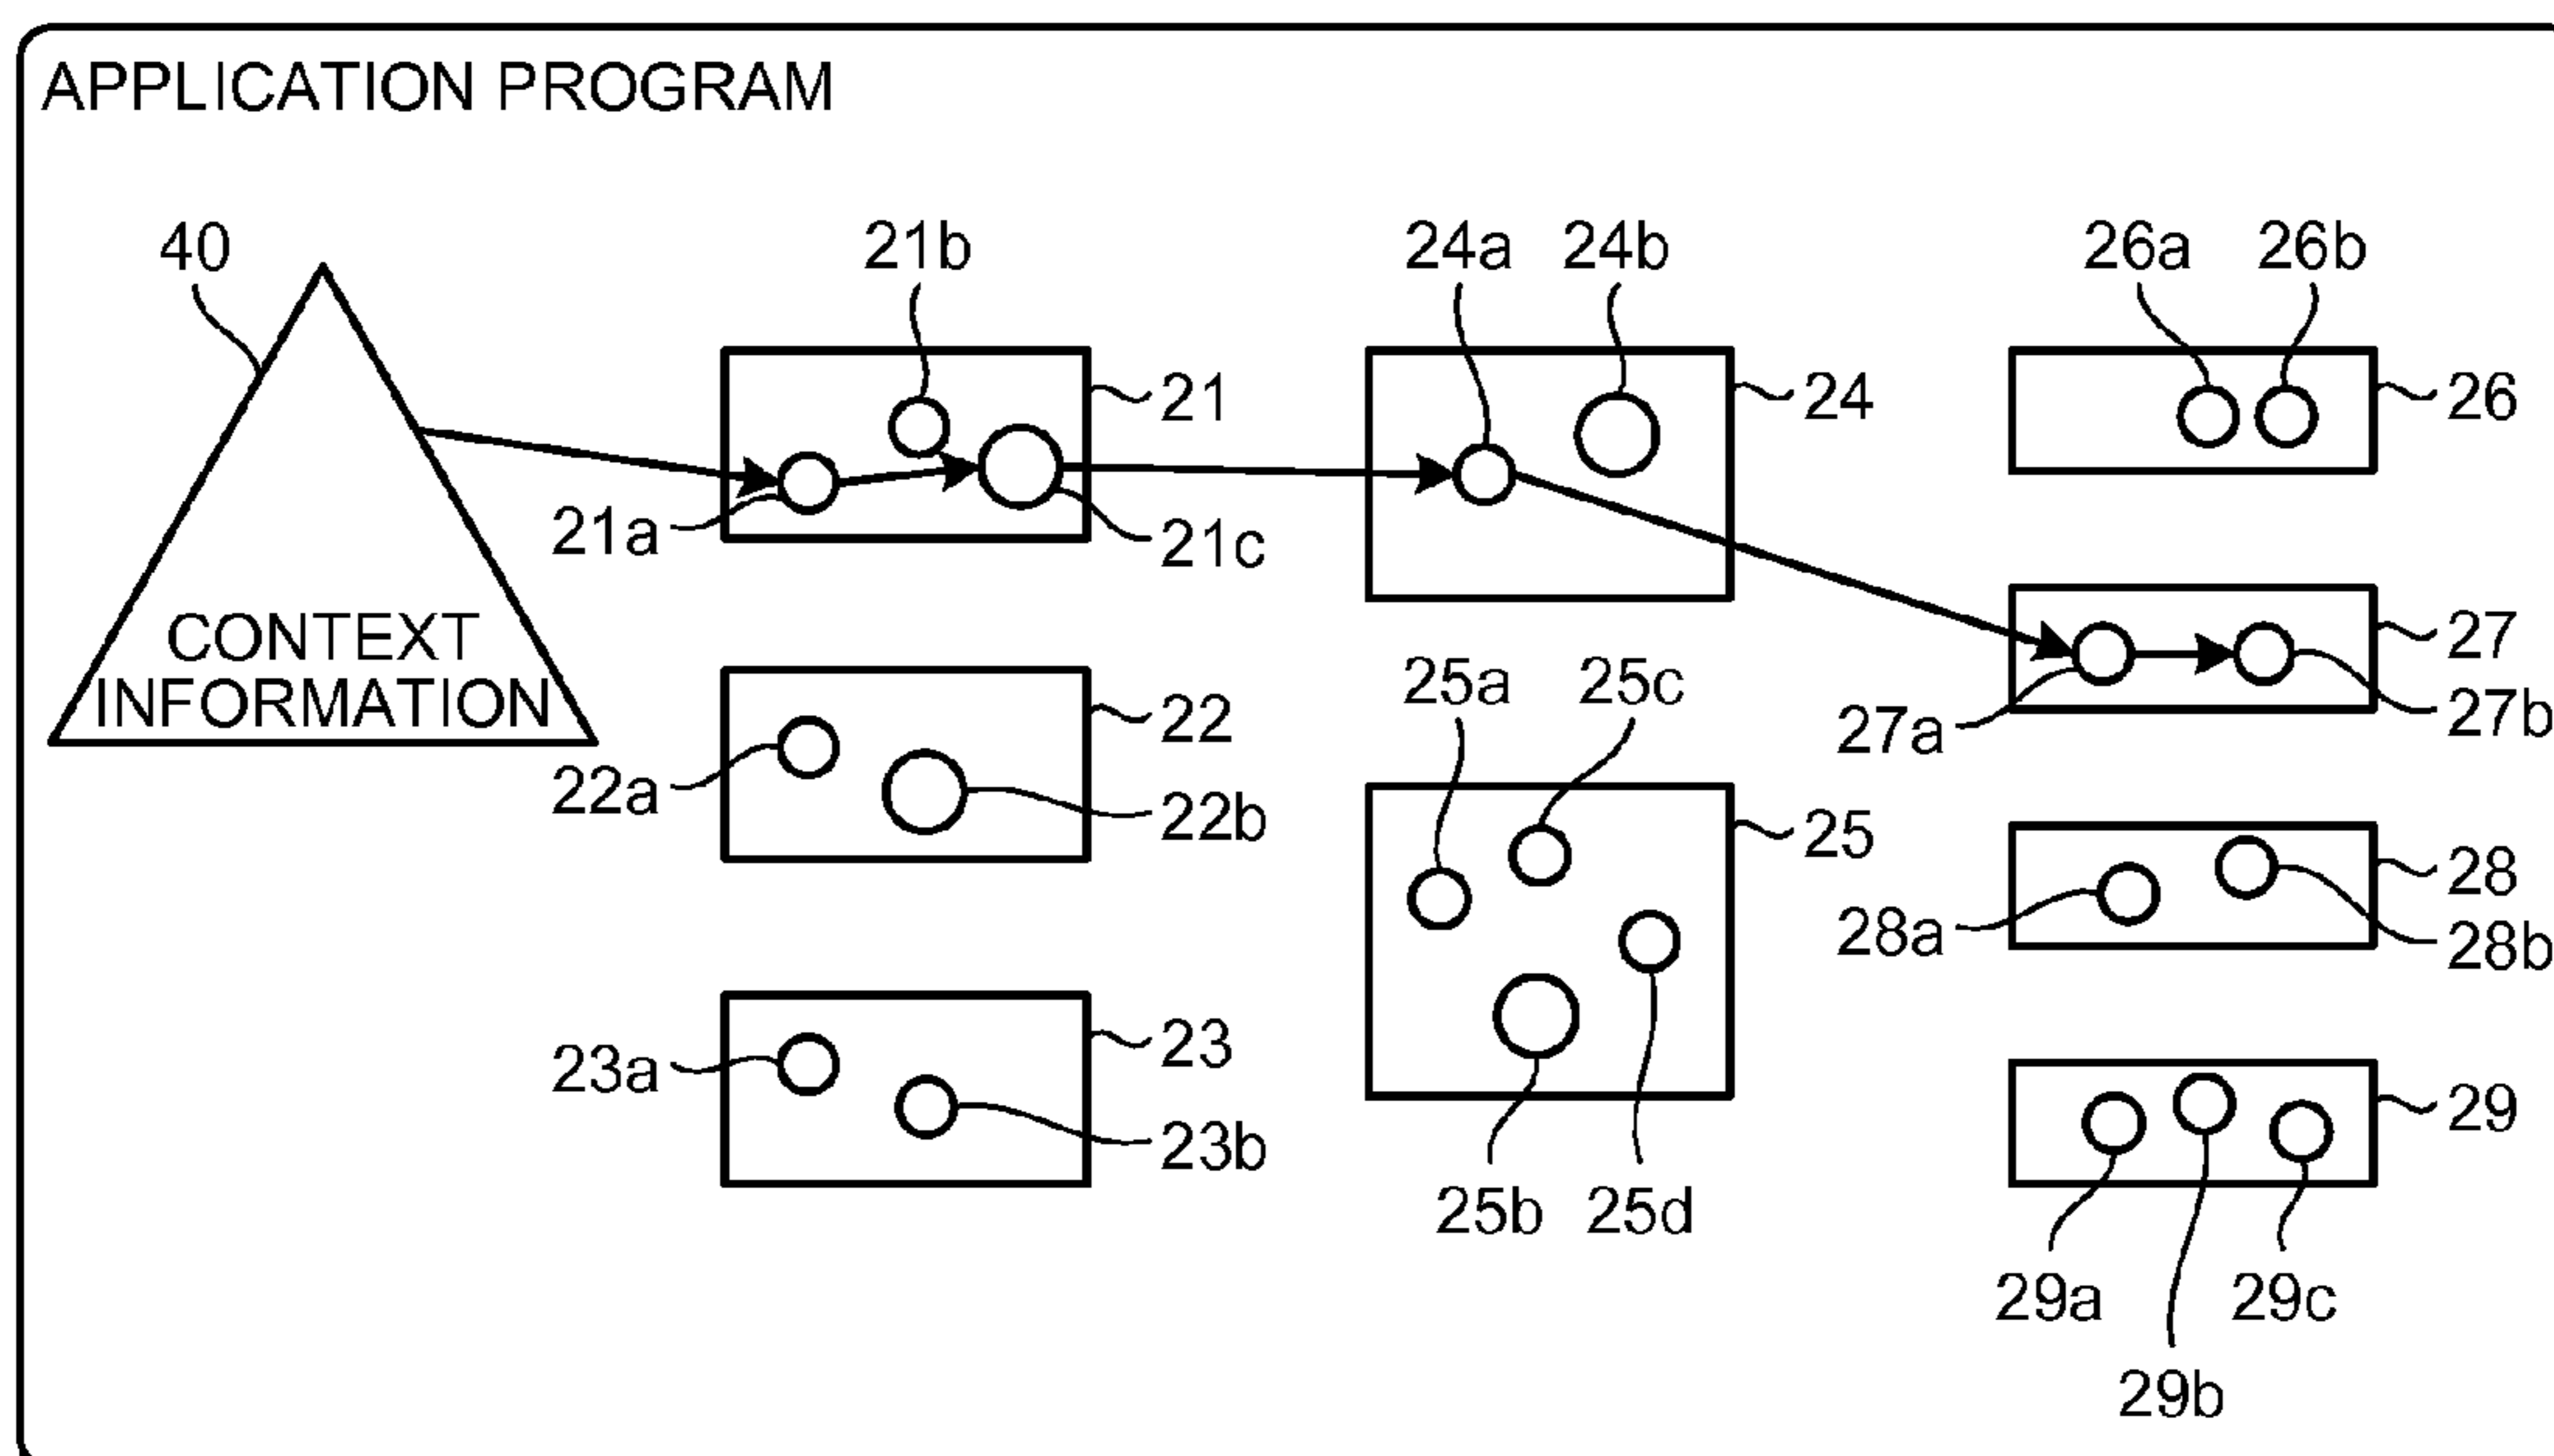 APPLICATION PROGRAM
40
21b
24a 24b
26a 26b
21
24
26
21a
21c
CONTEXT
INFORMATION
27
27a
27b
22
22a
22b
25a 25c
25
28
28a
28b
23
23a
23b
25b 25d
29
29a
29c
29b